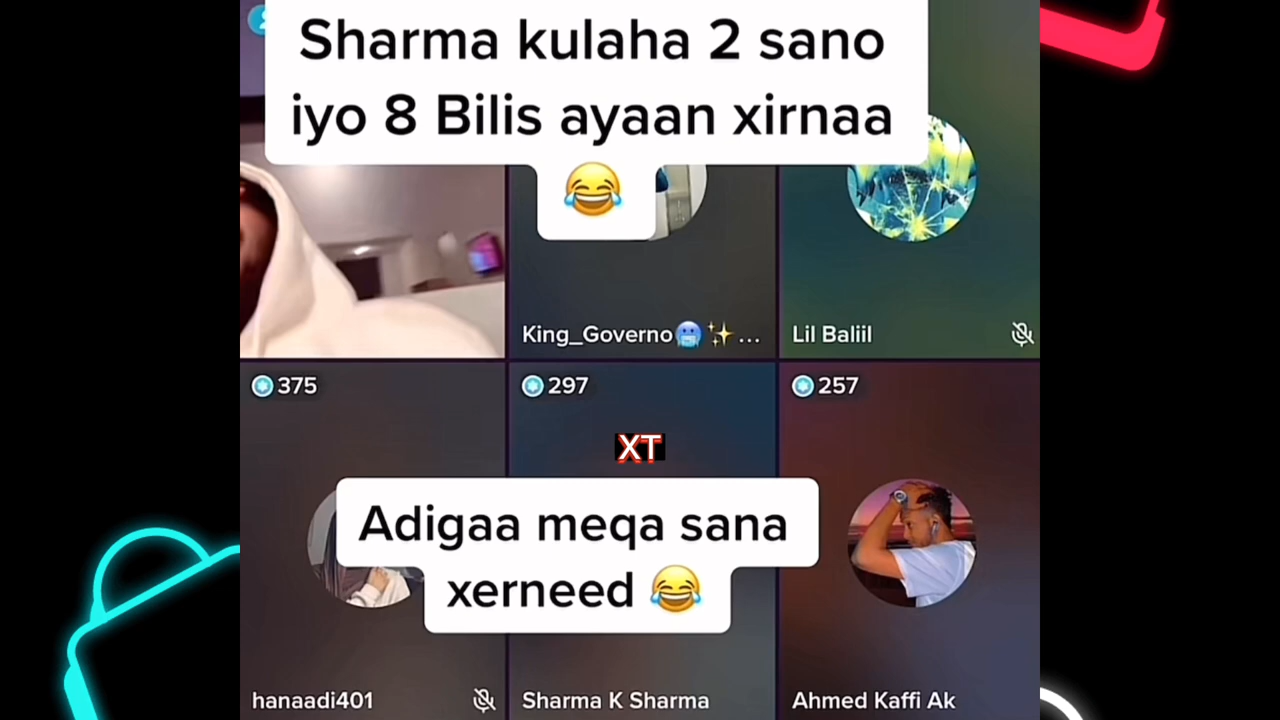 Sharma kulaha 2 sano
iyo 8 Bilis ayaan xirnaa
😂
King_Governo🥶✨...
Lil Baliil
375
297
257
XT
Adigaa meqa sana
xerneed 😂
hanaadi401
Sharma K Sharma
Ahmed Kaffi Ak